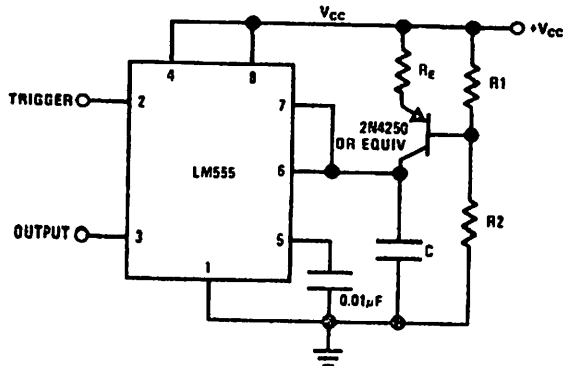 VCC
+VCC
4
8
RE
R1
TRIGGER
2
7
2N4250
OR EQUIV
LM555
6
R2
OUTPUT
3
5
C
1
0.01µF